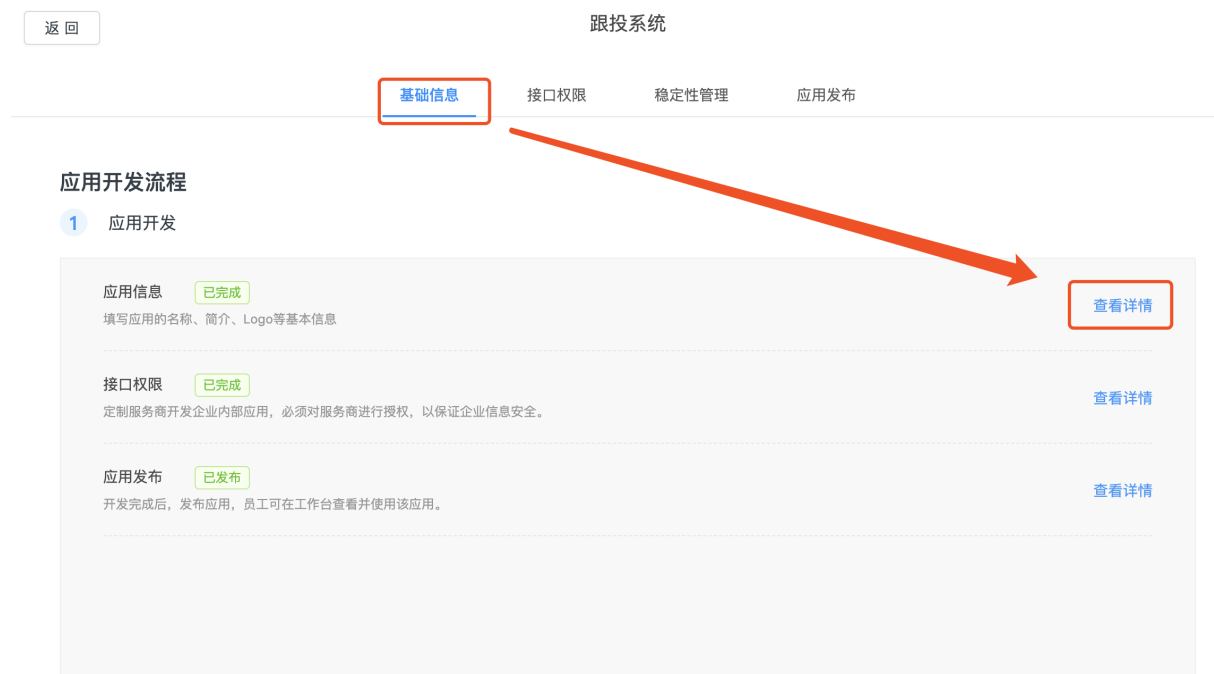 返 回
跟投系统
基础信息 接口权限 稳定性管理 应用发布
应用开发流程
1 应用开发
应用信息 已完成
查看详情
填写应用的名称、简介、Logo等基本信息
接口权限 已完成
查看详情
定制服务商开发企业内部应用，必须对服务商进行授权，以保证企业信息安全。
应用发布 已发布
查看详情
开发完成后，发布应用，员工可在工作台查看并使用该应用。